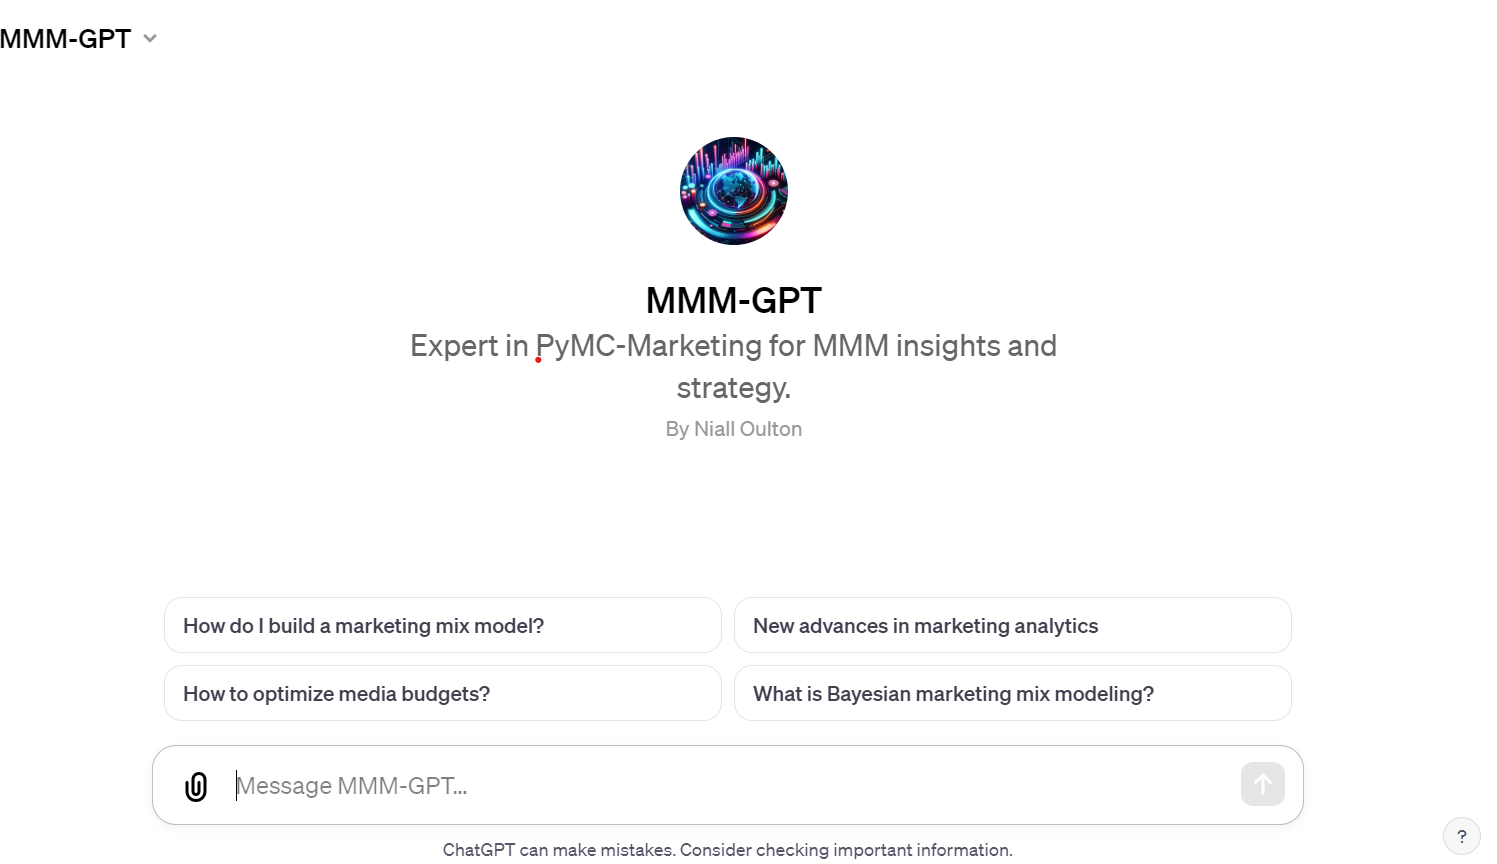 MMM-GPT
MMM-GPT
Expert in PyMC-Marketing for MMM insights and
strategy.
By Niall Oulton
How do I build a marketing mix model?
New advances in marketing analytics
How to optimize media budgets?
What is Bayesian marketing mix modeling?
Message MMM-GPT...
ChatGPT can make mistakes. Consider checking important information.
?